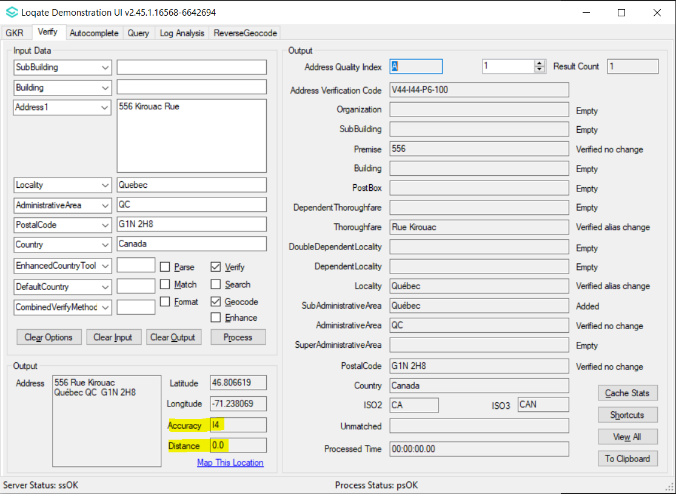 Loqate Demonstration UI v2.45.1.16568-6642694
GKR Verify Autocomplete Query Log Analysis ReverseGeocode
Input Data
SubBuilding
Building
Address1 556 Kirouac Rue
Locality Quebec
AdministrativeArea QC
PostalCode G1N 2H8
Country Canada
EnhancedCountryTool Parse Verify
DefaultCountry Match Search
CombinedVerifyMethod Format Geocode
Enhance
Clear Options Clear Input Clear Output Process
Output
Address 556 Rue Kirouac
Québec QC G1N 2H8
Latitude 46.806619
Longitude -71.238069
Accuracy I4
Distance 0.0
Map This Location
Output
Address Quality Index A 1 Result Count 1
Address Verification Code V44-I44-P6-100
Organization Empty
SubBuilding Empty
Premise 556 Verified no change
Building Empty
PostBox Empty
DependentThoroughfare Empty
Thoroughfare Rue Kirouac Verified alias change
DoubleDependentLocality Empty
DependentLocality Empty
Locality Québec Verified alias change
SubAdministrativeArea Québec Added
AdministrativeArea QC Verified no change
SuperAdministrativeArea Empty
PostalCode G1N 2H8 Verified no change
Country Canada
ISO2 CA ISO3 CAN
Unmatched
Processed Time 00:00:00.00
Cache Stats
Shortcuts
View All
To Clipboard
Server Status: ssOK Process Status: psOK